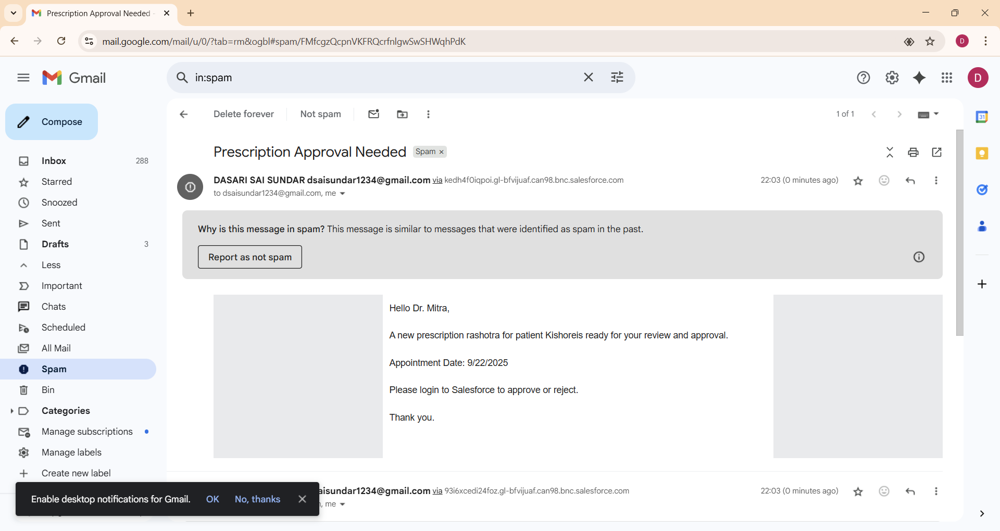 Prescription Approval Needed -
mail.google.com/mail/u/0/?tab=rm&ogbl#spam/FMfcgzQcpnVKFRQcrfnlgwSwSHWqhPdK
D
Gmail
in:spam
D
Compose
Delete forever
Not spam
1 of 1
31
Inbox 288
Starred
Snoozed
Sent
Drafts 3
Less
Important
Chats
Scheduled
All Mail
Spam
Bin
Categories
Manage subscriptions
Manage labels
Create new label
Prescription Approval Needed Spam ×
DASARI SAI SUNDAR dsaisundar1234@gmail.com via kedh4f0iqpoi.gl-bfvijuaf.can98.bnc.salesforce.com 22:03 (0 minutes ago)
to dsaisundar1234@gmail.com, me
Why is this message in spam? This message is similar to messages that were identified as spam in the past.
Report as not spam
Hello Dr. Mitra,
A new prescription rashotra for patient Kishoreis ready for your review and approval.
Appointment Date: 9/22/2025
Please login to Salesforce to approve or reject.
Thank you.
aisundar1234@gmail.com via 93i6xcedi24foz.gl-bfvijuaf.can98.bnc.salesforce.com 22:03 (0 minutes ago)
, me
Enable desktop notifications for Gmail. OK No, thanks